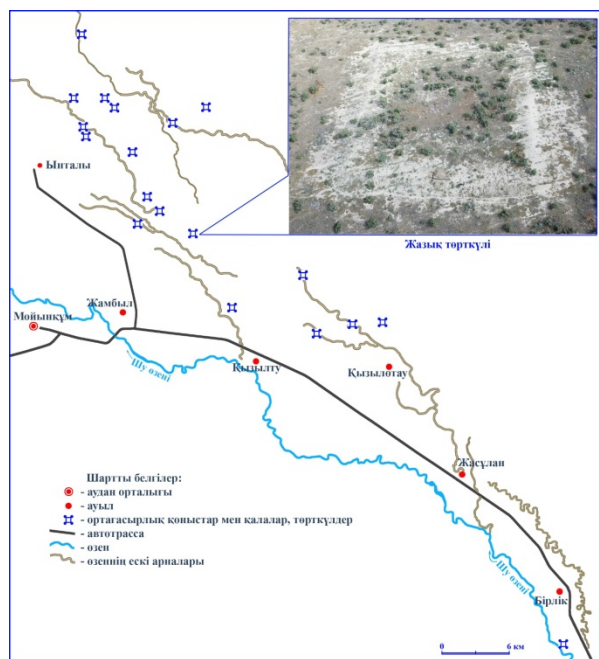 Жазық төрткүлі
Ынталы
Жамбыл
Мойынқұм
Шу өзені
Қызылту
Қызылотау
Жасұлан
Шу өзені
Бірлік
Шартты белгілер:
- аудан орталығы
- ауыл
- ортағасырлық қоныстар мен қалалар, төрткүлдер
- автотрасса
- өзен
- өзеннің ескі арналары
0 6 км